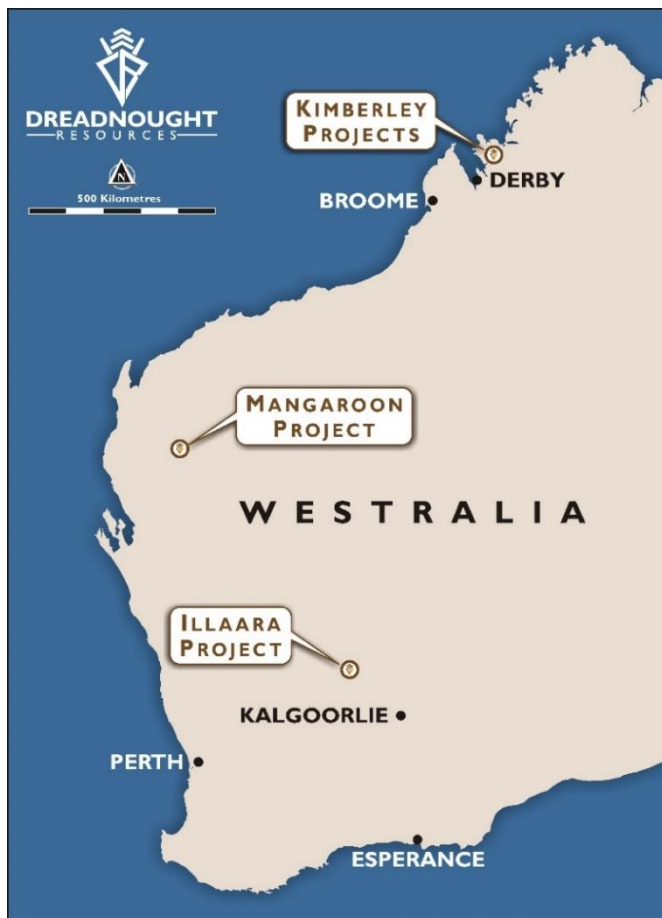 DREADNOUGHT
RESOURCES
N
500 Kilometres
KIMBERLEY
PROJECTS
DERBY
BROOME
MANGAROON
PROJECT
WESTRALIA
ILLAARA
PROJECT
KALGOORLIE
PERTH
ESPERANCE